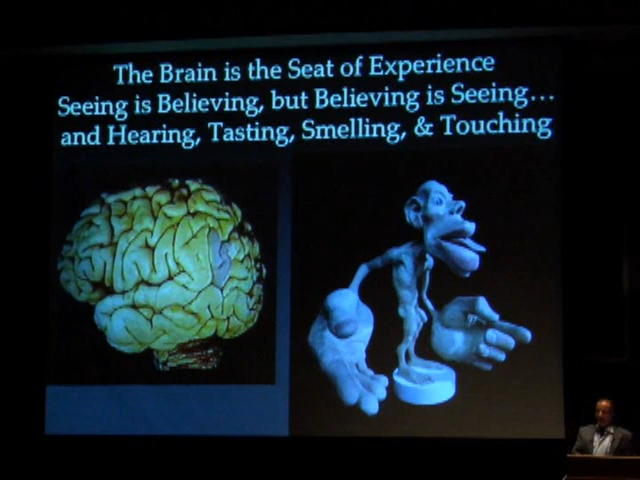 The Brain is the Seat of Experience
Seeing is Believing, but Believing is Seeing…
and Hearing, Tasting, Smelling, & Touching